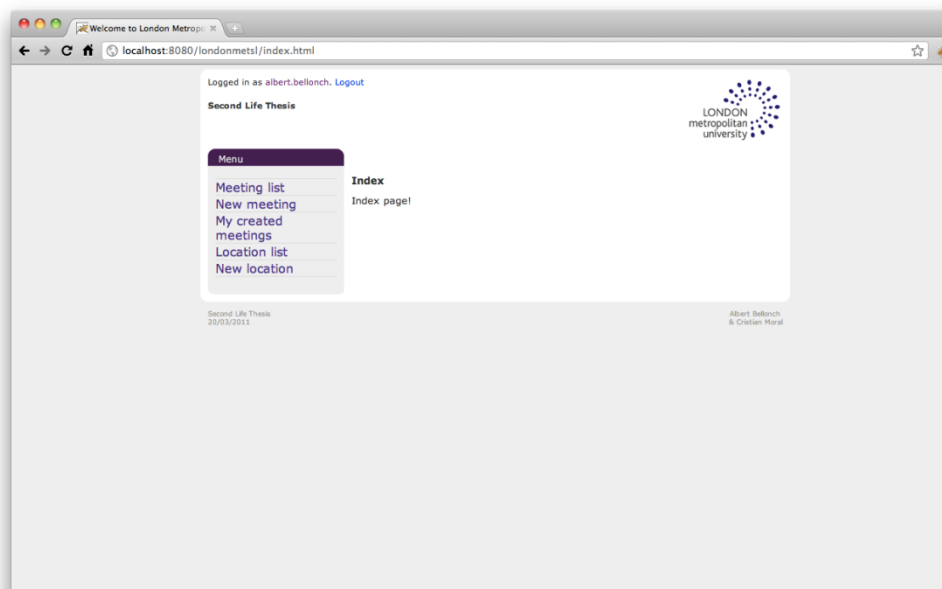 Welcome to London Metrop
localhost:8080/londonmetsl/index.html
Logged in as albert.bellonch. Logout
Second Life Thesis
LONDON
metropolitan
university
Menu
Meeting list
New meeting
My created
meetings
Location list
New location
Index
Index page!
Second Life Thesis
20/03/2011
Albert Bellonch
& Cristian Moral